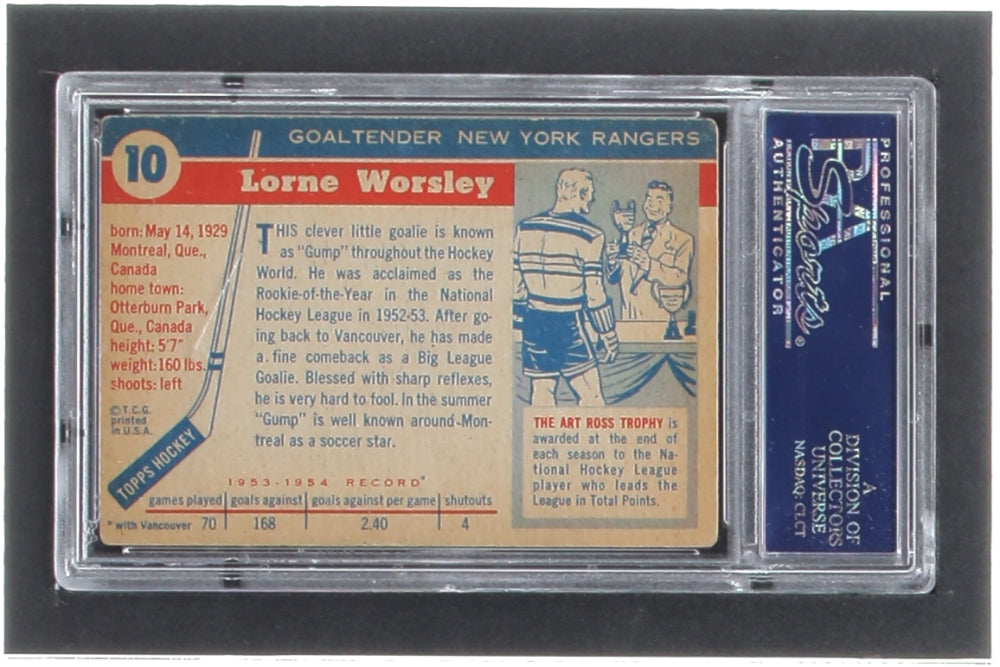 10
GOALTENDER NEW YORK RANGERS
Lorne Worsley
born: May 14, 1929
Montreal, Que.,
Canada
home town:
Otterburn Park,
Que., Canada
height: 5'7"
weight: 160 lbs.
shoots: left
© T.C.G.
printed
in U.S.A.
TOPPS HOCKEY
THIS clever little goalie is known
as "Gump" throughout the Hockey
World. He was acclaimed as the
Rookie-of-the-Year in the National
Hockey League in 1952-53. After go-
ing back to Vancouver, he has made
a fine comeback as a Big League
Goalie. Blessed with sharp reflexes,
he is very hard to fool. In the summer
"Gump" is well known around Mon-
treal as a soccer star.
THE ART ROSS TROPHY is
awarded at the end of
each season to the Na-
tional Hockey League
player who leads the
League in Total Points.
1953-1954 RECORD*
games played goals against goals against per game shutouts
*with Vancouver 70 168 2.40 4
PROFESSIONAL
PSA
Sports®
AUTHENTICATOR
A
DIVISION OF
COLLECTORS
UNIVERSE
NASDAQ: CLCT